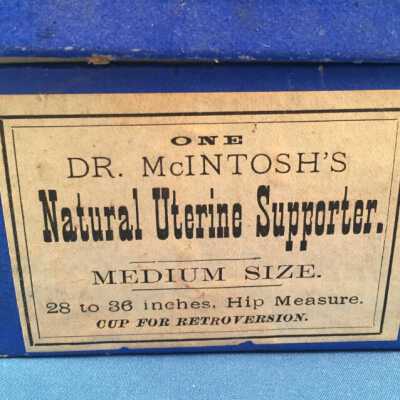 ONE
DR. McINTOSH'S
Natural Uterine Supporter.
MEDIUM SIZE.
28 to 36 inches, Hip Measure.
CUP FOR RETROVERSION.